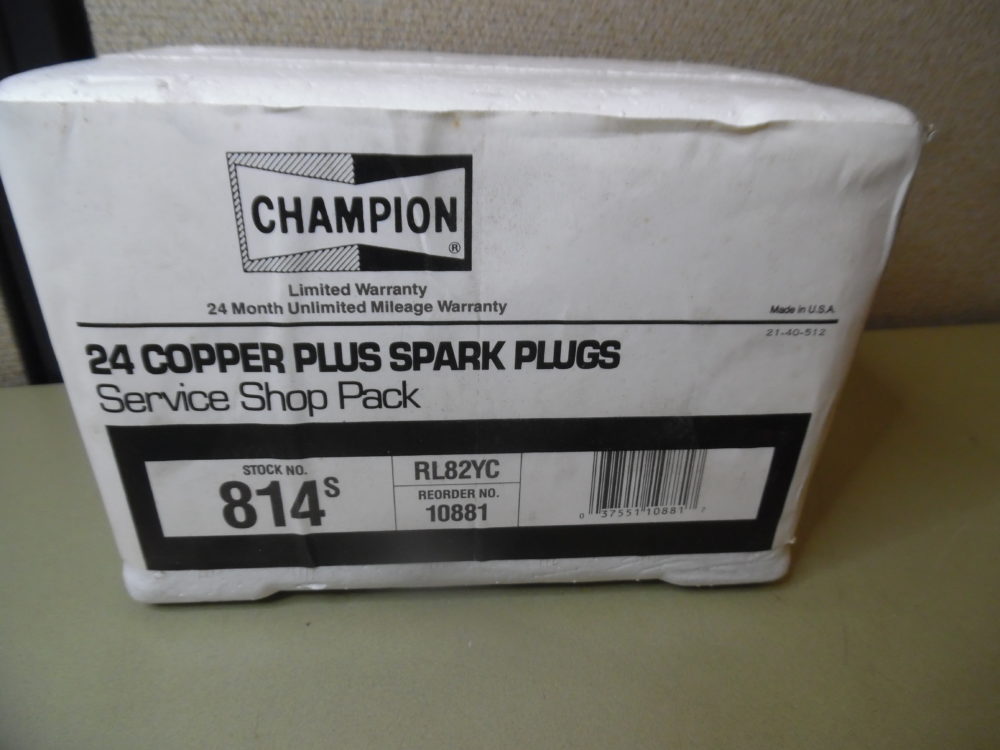 CHAMPION ®
Limited Warranty
24 Month Unlimited Mileage Warranty
Made in U.S.A.
21-40-512
24 COPPER PLUS SPARK PLUGS
Service Shop Pack
STOCK NO.
814S
RL82YC
REORDER NO.
10881
0 37551 10881 7